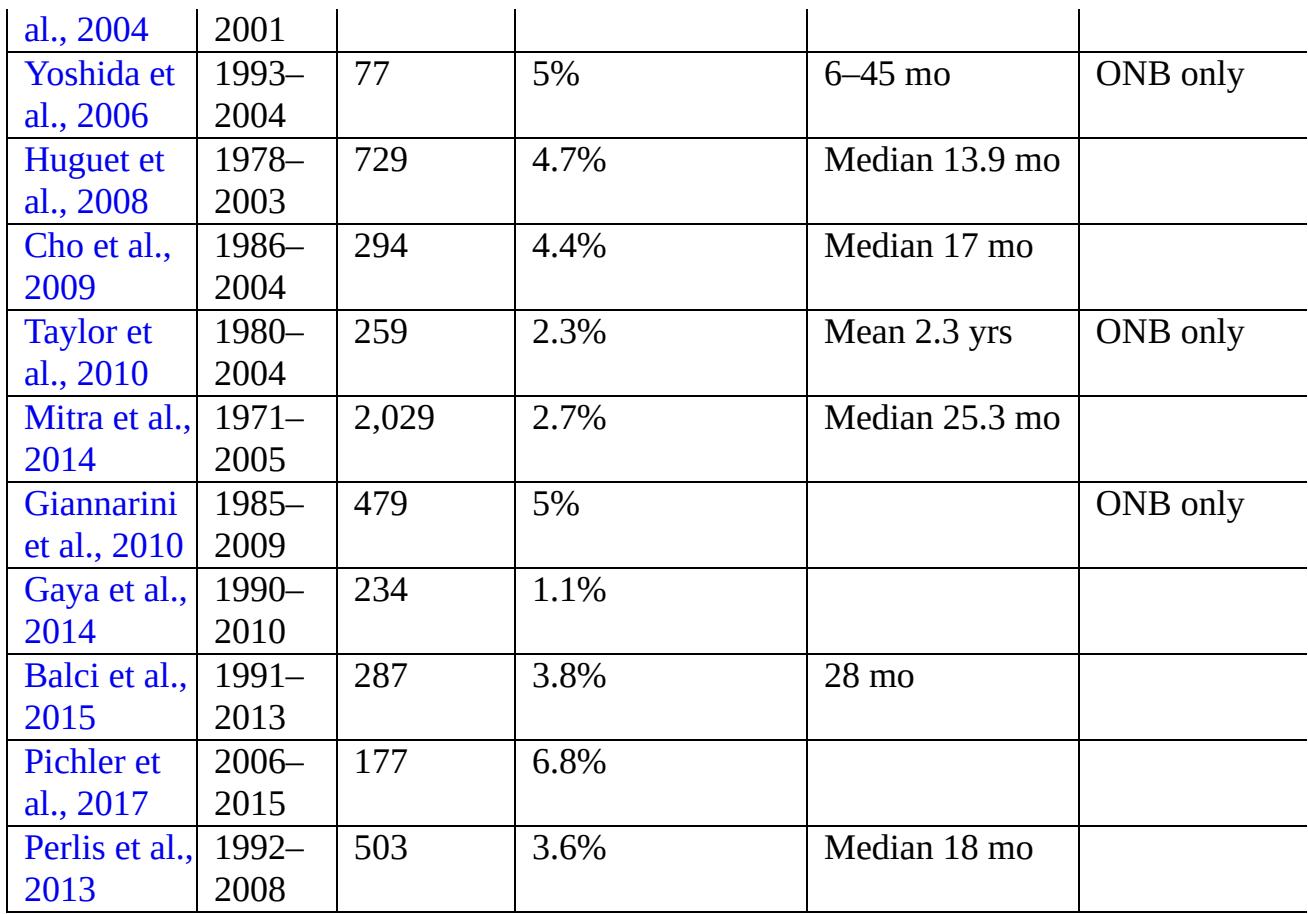 al., 2004 2001
Yoshida et 1993– 77 5% 6–45 mo ONB only
al., 2006 2004
Huguet et 1978– 729 4.7% Median 13.9 mo
al., 2008 2003
Cho et al., 1986– 294 4.4% Median 17 mo
2009 2004
Taylor et 1980– 259 2.3% Mean 2.3 yrs ONB only
al., 2010 2004
Mitra et al., 1971– 2,029 2.7% Median 25.3 mo
2014 2005
Giannarini 1985– 479 5% ONB only
et al., 2010 2009
Gaya et al., 1990– 234 1.1%
2014 2010
Balci et al., 1991– 287 3.8% 28 mo
2015 2013
Pichler et 2006– 177 6.8%
al., 2017 2015
Perlis et al., 1992– 503 3.6% Median 18 mo
2013 2008